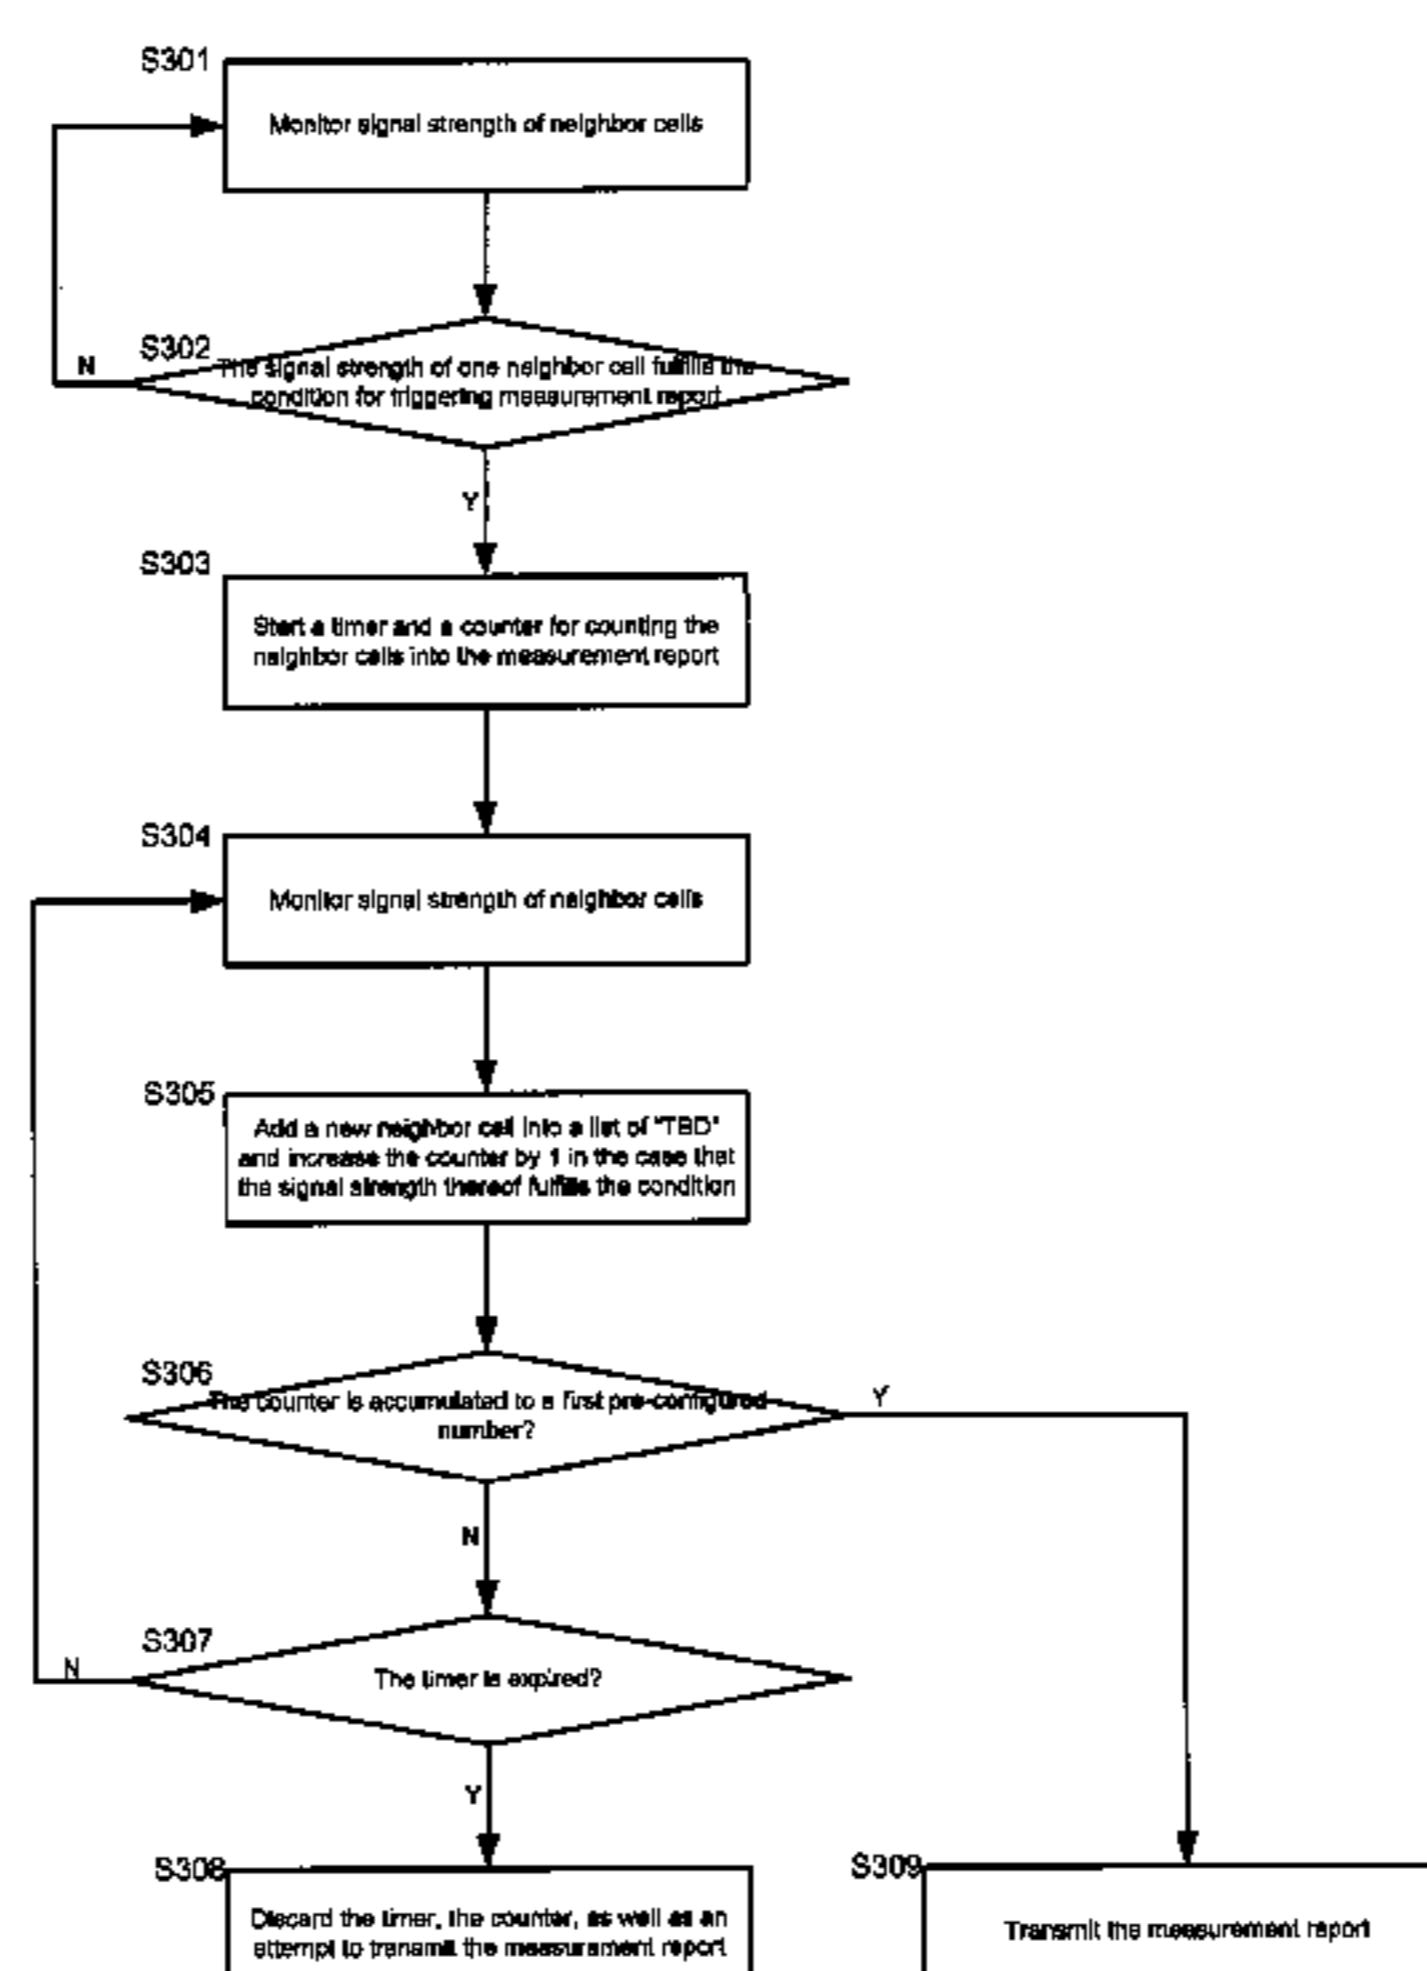 S301
Monitor signal strength of neighbor cells
S302
N
The signal strength of one neighbor cell fulfills the
condition for triggering measurement report
Y
S303
Start a timer and a counter for counting the
neighbor cells into the measurement report
S304
Monitor signal strength of neighbor cells
S305
Add a new neighbor cell into a list of "TBD"
and increase the counter by 1 in the case that
the signal strength thereof fulfills the condition
S306
The counter is accumulated to a first pre-configured
number?
Y
N
S307
N
The timer is expired?
Y
S308
Discard the timer, the counter, as well as an
attempt to transmit the measurement report
S309
Transmit the measurement report